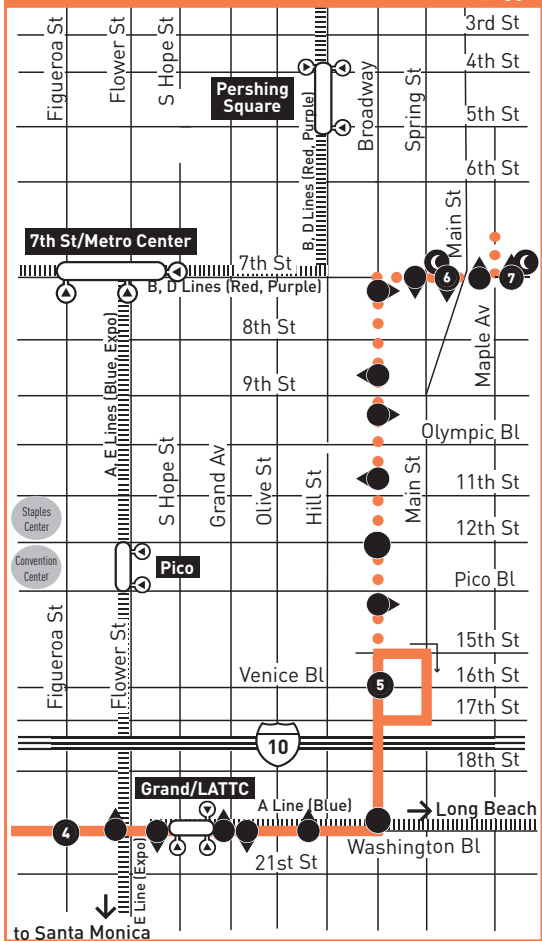 3rd St
Figueroa St
Flower St
S Hope St
Broadway
Spring St
4th St
Pershing
Square
5th St
B, D Lines (Red, Purple)
6th St
Main St
7th St/Metro Center
7th St
B, D Lines (Red, Purple)
6
7
8th St
Maple Av
A, E Lines (Blue, Expo)
9th St
Olympic Bl
S Hope St
Grand Av
Olive St
Hill St
Main St
11th St
Staples
Center
12th St
Convention
Center
Pico
Pico Bl
Figueroa St
Flower St
15th St
Venice Bl
5
16th St
17th St
10
18th St
Grand/LATTC
A Line (Blue)
Long Beach
4
Washington Bl
21st St
E Line (Expo)
to Santa Monica